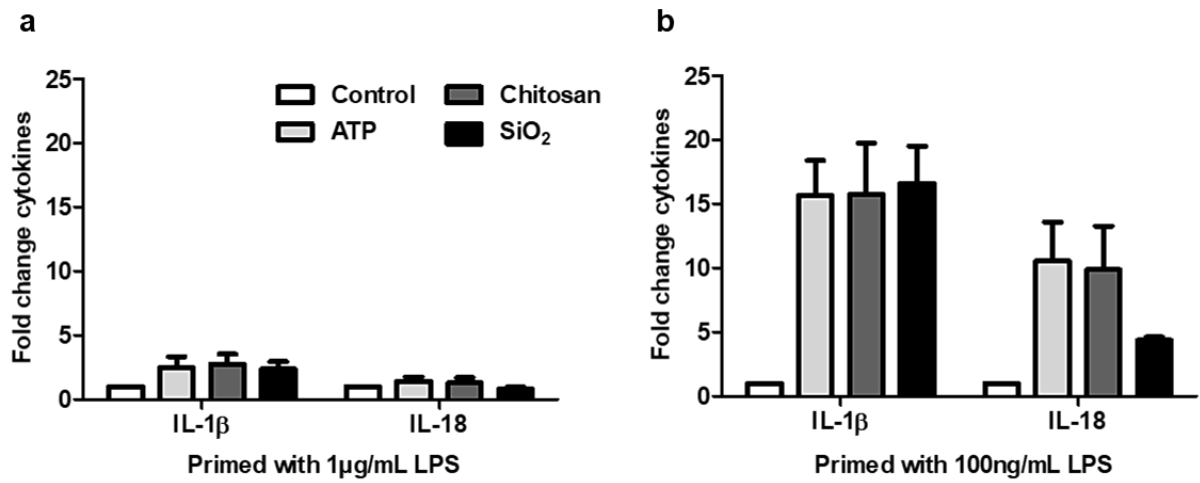 a
Fold change cytokines
25
20
15
10
5
0
Control
Chitosan
ATP
SiO₂
IL-1β
IL-18
Primed with 1µg/mL LPS
b
Fold change cytokines
25
20
15
10
5
0
IL-1β
IL-18
Primed with 100ng/mL LPS